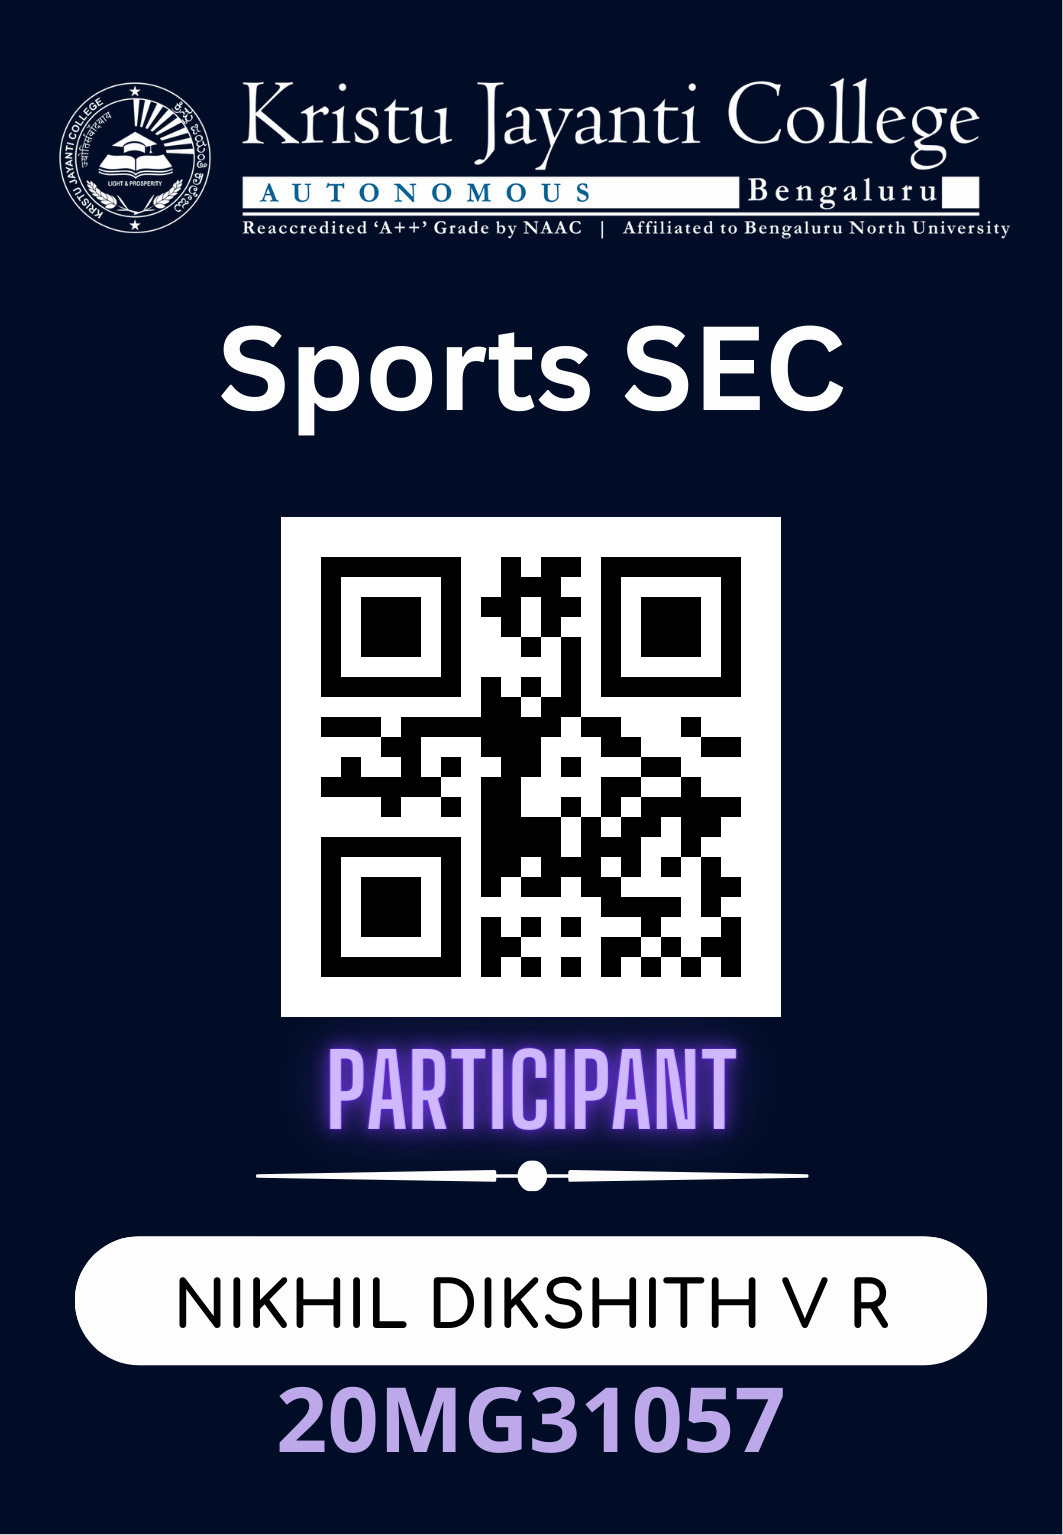 KRISTU JAYANTI COLLEGE
ज्योतिसंवादयाय
LIGHT & PROSPERITY
Kristu Jayanti College
AUTONOMOUS Bengaluru
Reaccredited ‘A++’ Grade by NAAC | Affiliated to Bengaluru North University
Sports SEC
PARTICIPANT
NIKHIL DIKSHITH V R
20MG31057